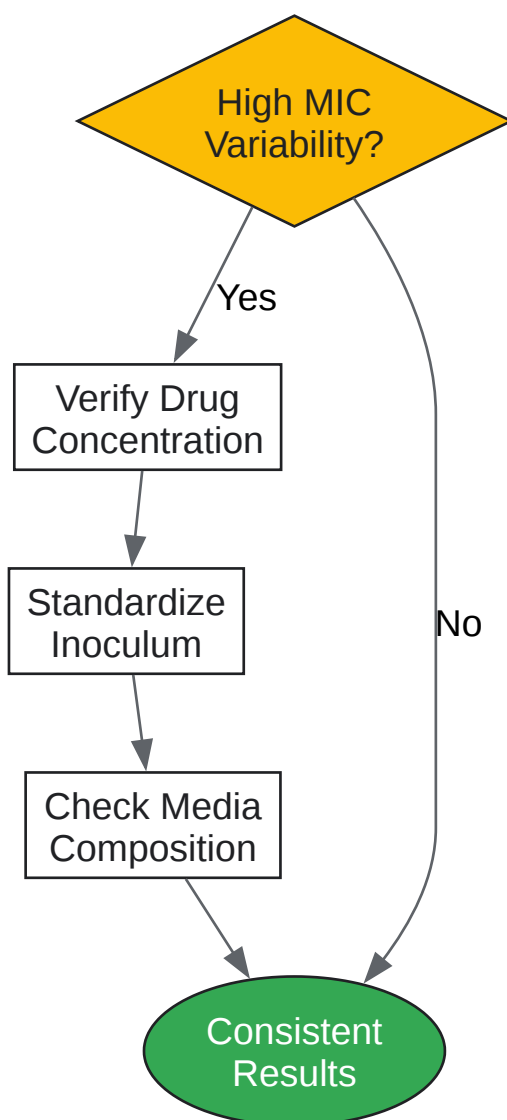 High MIC
Variability?
Yes
Verify Drug
Concentration
Standardize
Inoculum
No
Check Media
Composition
Consistent
Results